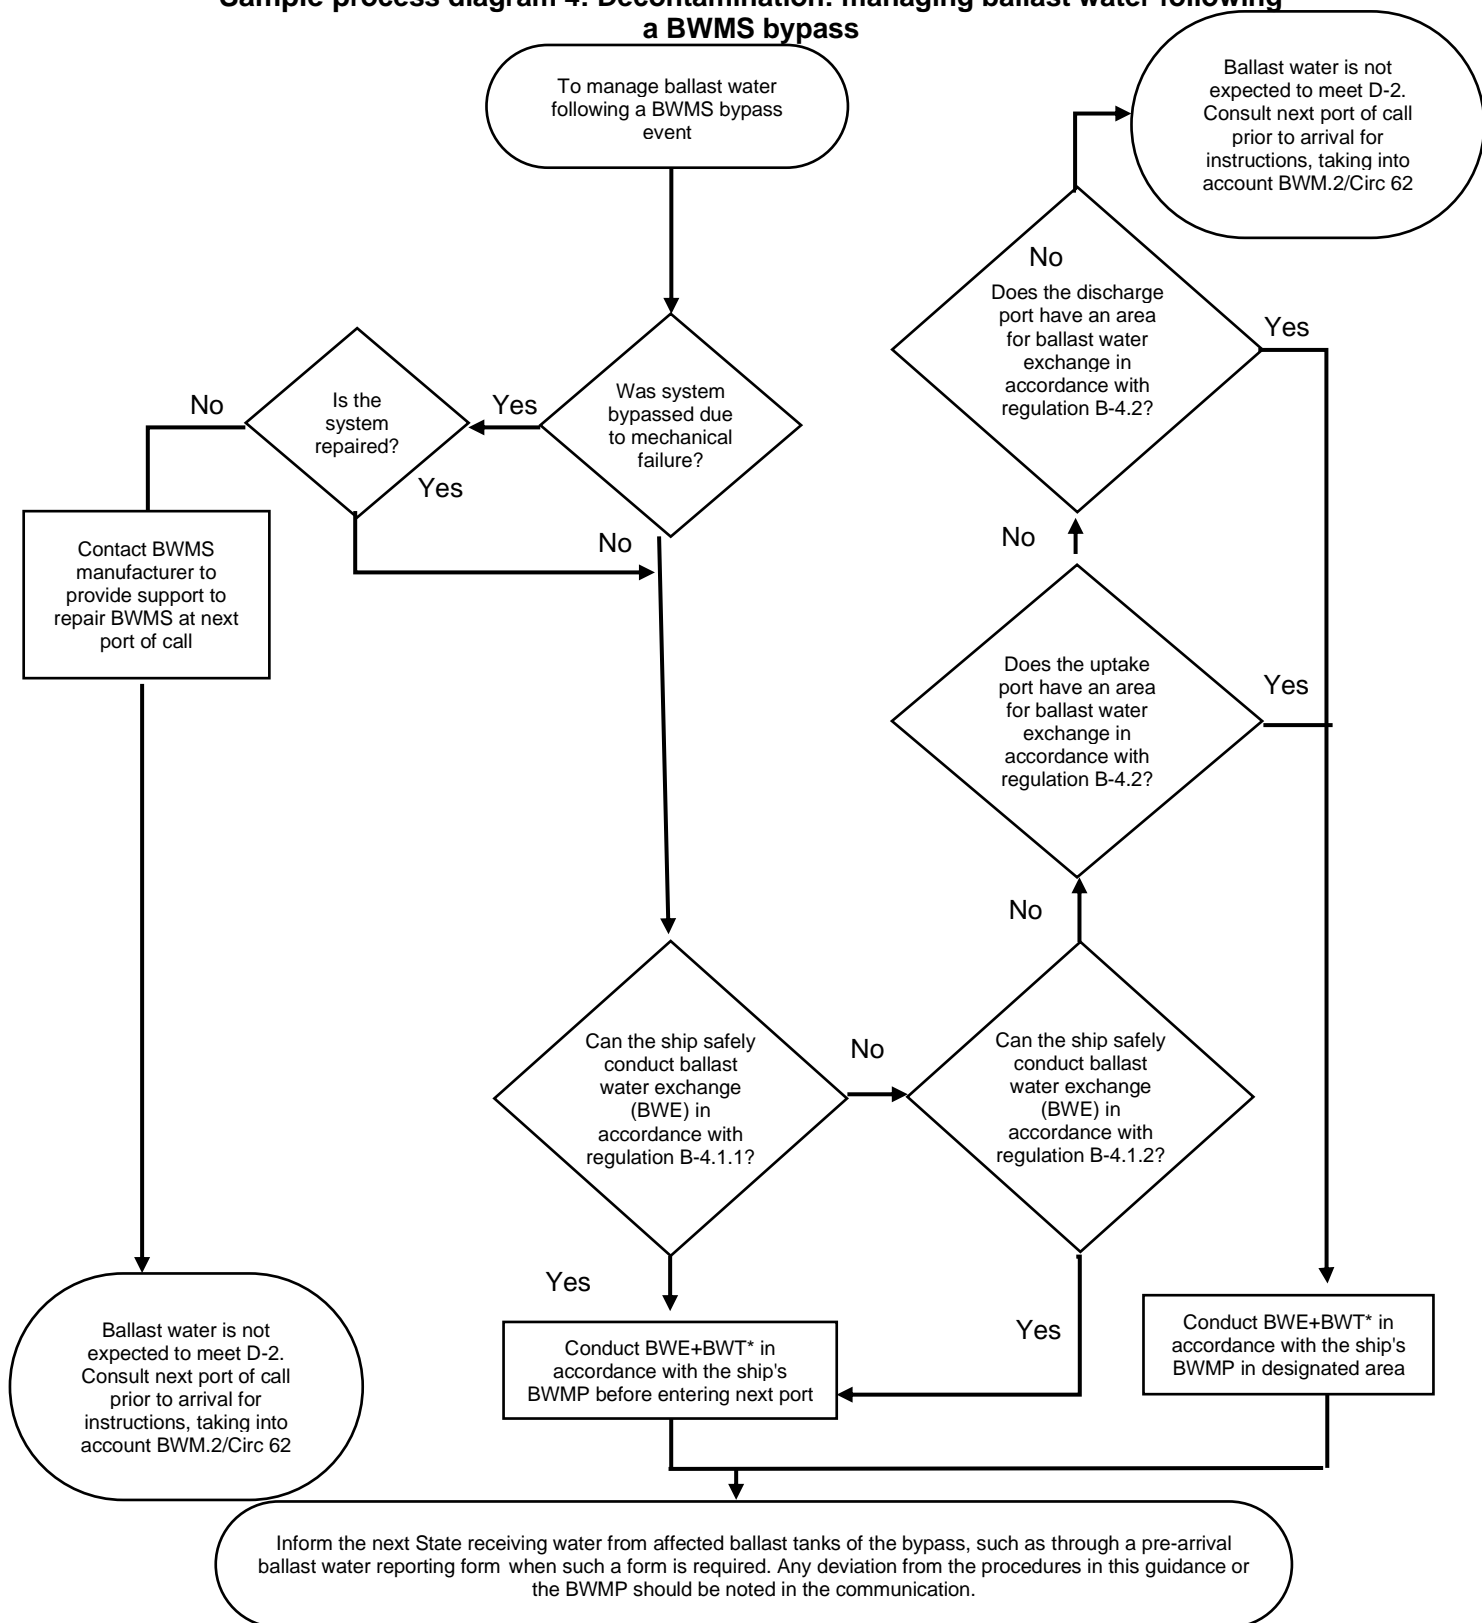 Sample process diagram 4: Decontamination: managing ballast water following
a BWMS bypass
To manage ballast water
following a BWMS bypass
event
Ballast water is not
expected to meet D-2.
Consult next port of call
prior to arrival for
instructions, taking into
account BWM.2/Circ 62
No
Does the discharge
port have an area
for ballast water
exchange in
accordance with
regulation B-4.2?
Yes
Was system
bypassed due
to mechanical
failure?
Yes
Is the
system
repaired?
No
Yes
No
Contact BWMS
manufacturer to
provide support to
repair BWMS at next
port of call
No
Does the uptake
port have an area
for ballast water
exchange in
accordance with
regulation B-4.2?
Yes
No
Can the ship safely
conduct ballast
water exchange
(BWE) in
accordance with
regulation B-4.1.1?
No
Can the ship safely
conduct ballast
water exchange
(BWE) in
accordance with
regulation B-4.1.2?
Yes
Yes
Ballast water is not
expected to meet D-2.
Consult next port of call
prior to arrival for
instructions, taking into
account BWM.2/Circ 62
Conduct BWE+BWT* in
accordance with the ship's
BWMP before entering next port
Conduct BWE+BWT* in
accordance with the ship's
BWMP in designated area
Inform the next State receiving water from affected ballast tanks of the bypass, such as through a pre-arrival
ballast water reporting form when such a form is required. Any deviation from the procedures in this guidance or
the BWMP should be noted in the communication.